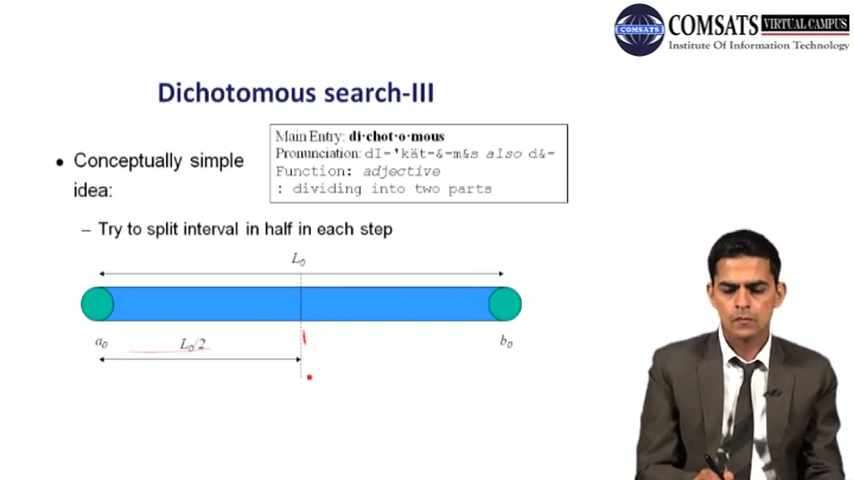 COMSATS
COMSATS VIRTUAL CAMPUS
Institute Of Information Technology
Dichotomous search-III
• Conceptually simple
idea:
Main Entry: di·chot·o·mous
Pronunciation: dI-'kät-&-m&s also d&-
Function: adjective
: dividing into two parts
– Try to split interval in half in each step
L0
a0
L0/2
b0